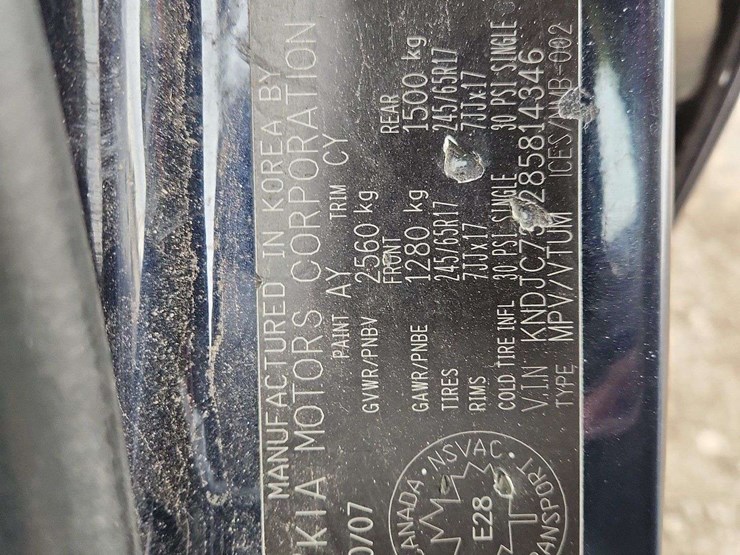 MANUFACTURED IN KOREA BY
KIA MOTORS CORPORATION
0/07 PAINT AY TRIM CY
GVWR/PNBV 2560 kg
FRONT REAR
GAWR/PNBE 1280 kg 1500 kg
TIRES 245/65R17 245/65R17
RIMS 7JJx17 7JJx17
COLD TIRE INFL 30 PSI SINGLE 30 PSI SINGLE
V.I.N
TYPE MPV/VTUM
CANADA NSVAC
E28